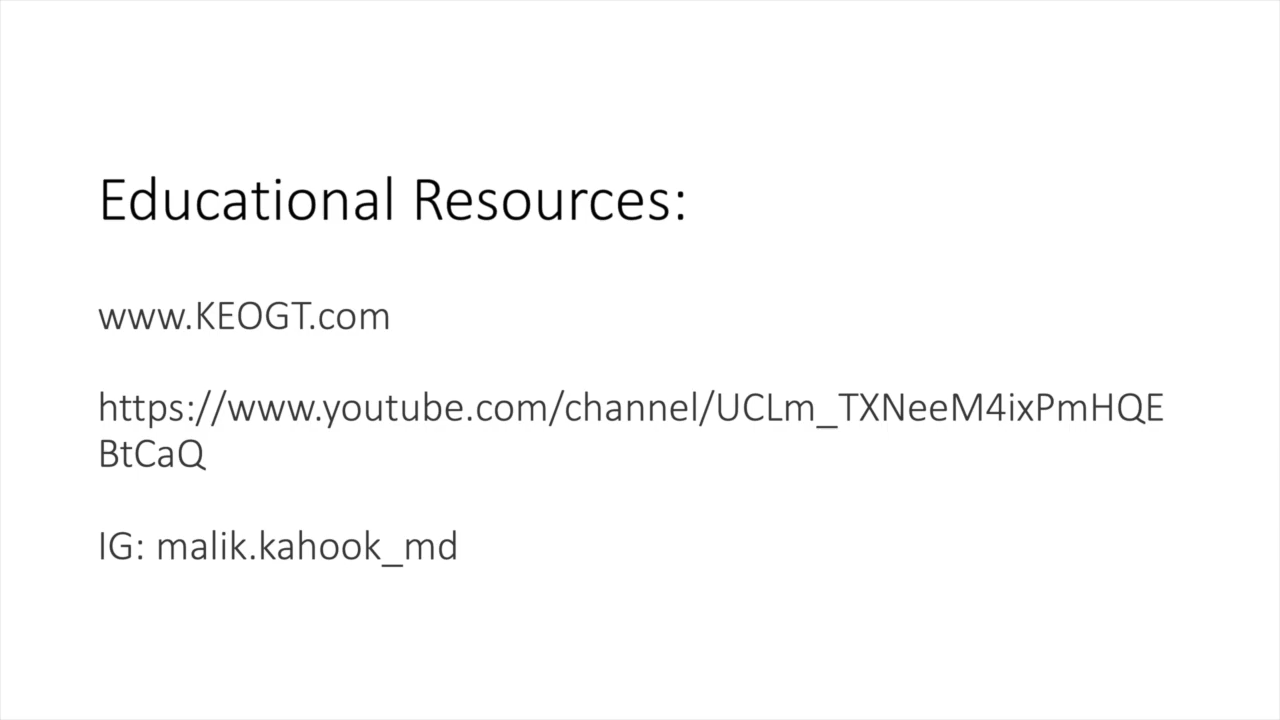 Educational Resources:
www.KEOGT.com
https://www.youtube.com/channel/UCLm_TXNeeM4ixPmHQE
BtCaQ
IG: malik.kahook_md